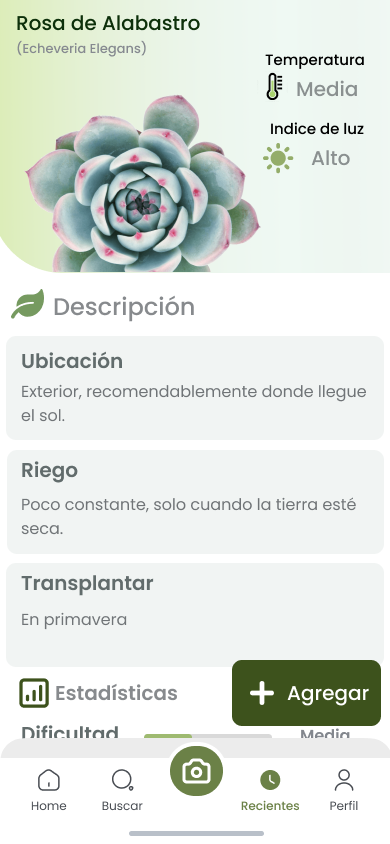 Rosa de Alabastro
(Echeveria Elegans)
Temperatura
Media
Indice de luz
Alto
Descripción
Ubicación
Exterior, recomendablemente donde llegue
el sol.
Riego
Poco constante, solo cuando la tierra esté
seca.
Transplantar
En primavera
Estadísticas
Agregar
Dificultad
Media
Home
Buscar
Recientes
Perfil